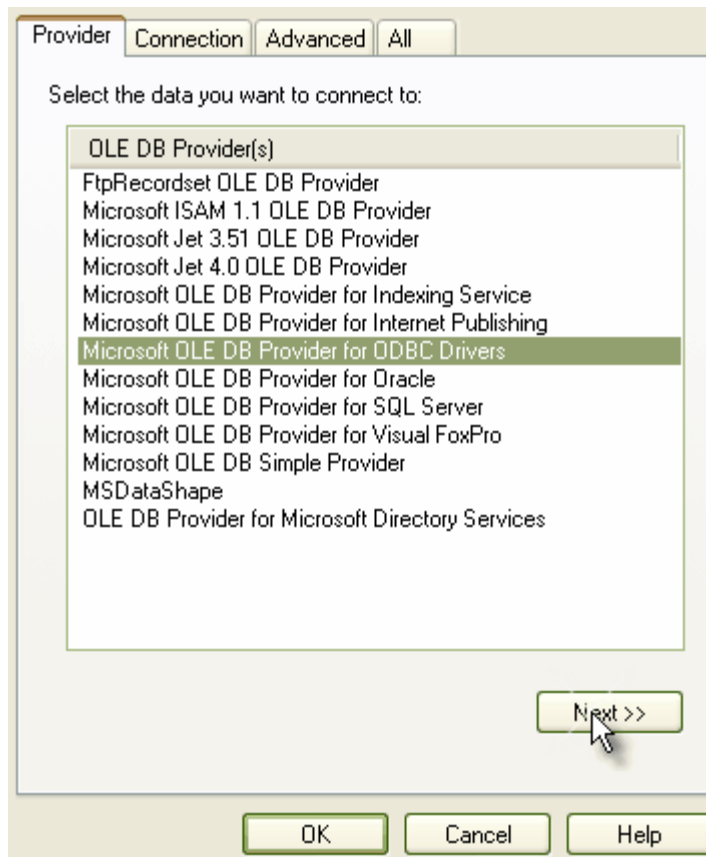 Provider Connection Advanced All
Select the data you want to connect to:
OLE DB Provider(s)
FtpRecordset OLE DB Provider
Microsoft ISAM 1.1 OLE DB Provider
Microsoft Jet 3.51 OLE DB Provider
Microsoft Jet 4.0 OLE DB Provider
Microsoft OLE DB Provider for Indexing Service
Microsoft OLE DB Provider for Internet Publishing
Microsoft OLE DB Provider for ODBC Drivers
Microsoft OLE DB Provider for Oracle
Microsoft OLE DB Provider for SQL Server
Microsoft OLE DB Provider for Visual FoxPro
Microsoft OLE DB Simple Provider
MSDataShape
OLE DB Provider for Microsoft Directory Services
Next >>
OK Cancel Help